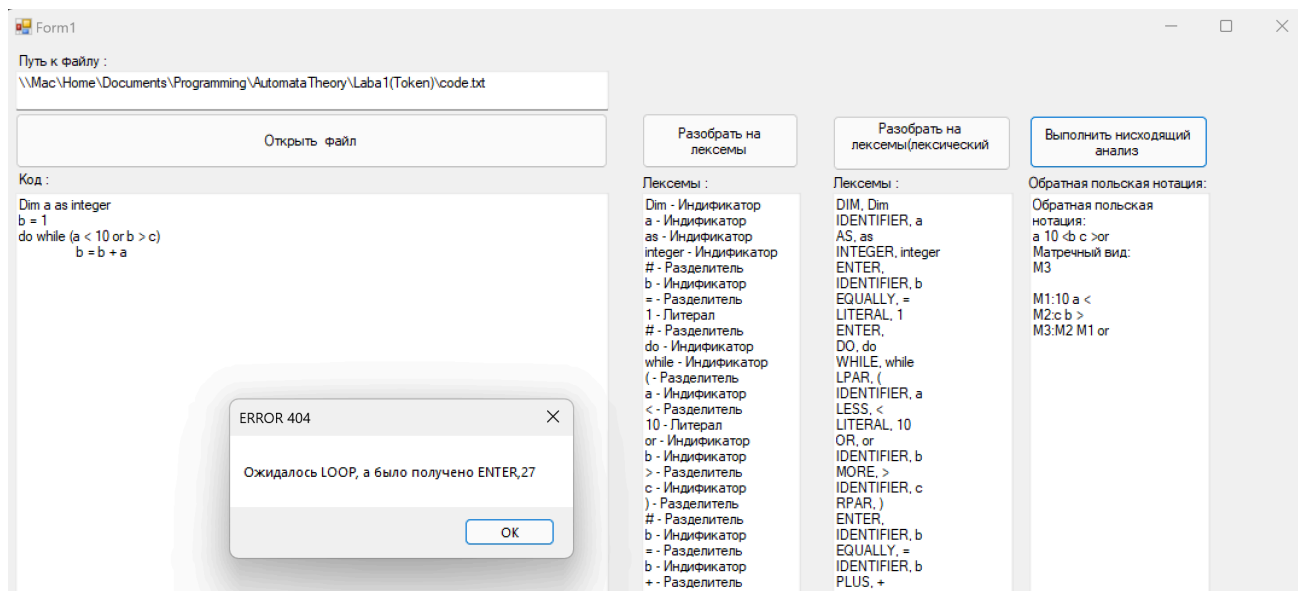 Form1
Путь к файлу :
\\Mac\Home\Documents\Programming\AutomataTheory\Laba1(Token)\code.txt
Открыть файл
Код :
Dim a as integer
b = 1
do while (a < 10 or b > c)
b = b + a
ERROR 404
Ожидалось LOOP, а было получено ENTER,27
OK
Разобрать на
лексемы
Лексемы :
Dim - Индификатор
a - Индификатор
as - Индификатор
integer - Индификатор
# - Разделитель
b - Индификатор
= - Разделитель
1 - Литерал
# - Разделитель
do - Индификатор
while - Индификатор
( - Разделитель
a - Индификатор
< - Разделитель
10 - Литерал
or - Индификатор
b - Индификатор
> - Разделитель
c - Индификатор
) - Разделитель
# - Разделитель
b - Индификатор
= - Разделитель
b - Индификатор
+ - Разделитель
Разобрать на
лексемы(лексический
Лексемы :
DIM, Dim
IDENTIFIER, a
AS, as
INTEGER, integer
ENTER,
IDENTIFIER, b
EQUALLY, =
LITERAL, 1
ENTER,
DO, do
WHILE, while
LPAR, (
IDENTIFIER, a
LESS, <
LITERAL, 10
OR, or
IDENTIFIER, b
MORE, >
IDENTIFIER, c
RPAR, )
ENTER,
IDENTIFIER, b
EQUALLY, =
IDENTIFIER, b
PLUS, +
Выполнить нисходящий
анализ
Обратная польская нотация:
Обратная польская
нотация:
a 10 <b c >or
Матречный вид:
M3
M1:10 a <
M2:c b >
M3:M2 M1 or